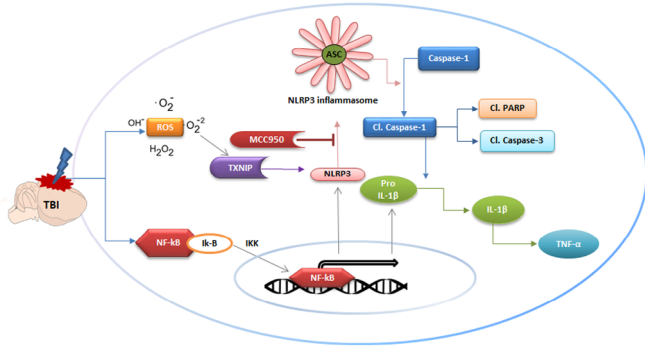 ASC
NLRP3 inflammasome
Caspase-1
· O₂⁻
OH⁻
ROS
O₂⁻²
H₂O₂
MCC950
TXNIP
NLRP3
Cl. Caspase-1
Cl. PARP
Cl. Caspase-3
Pro
IL-1β
IL-1β
TNF-α
TBI
NF-kB
Ik-B
IKK
NF-kB